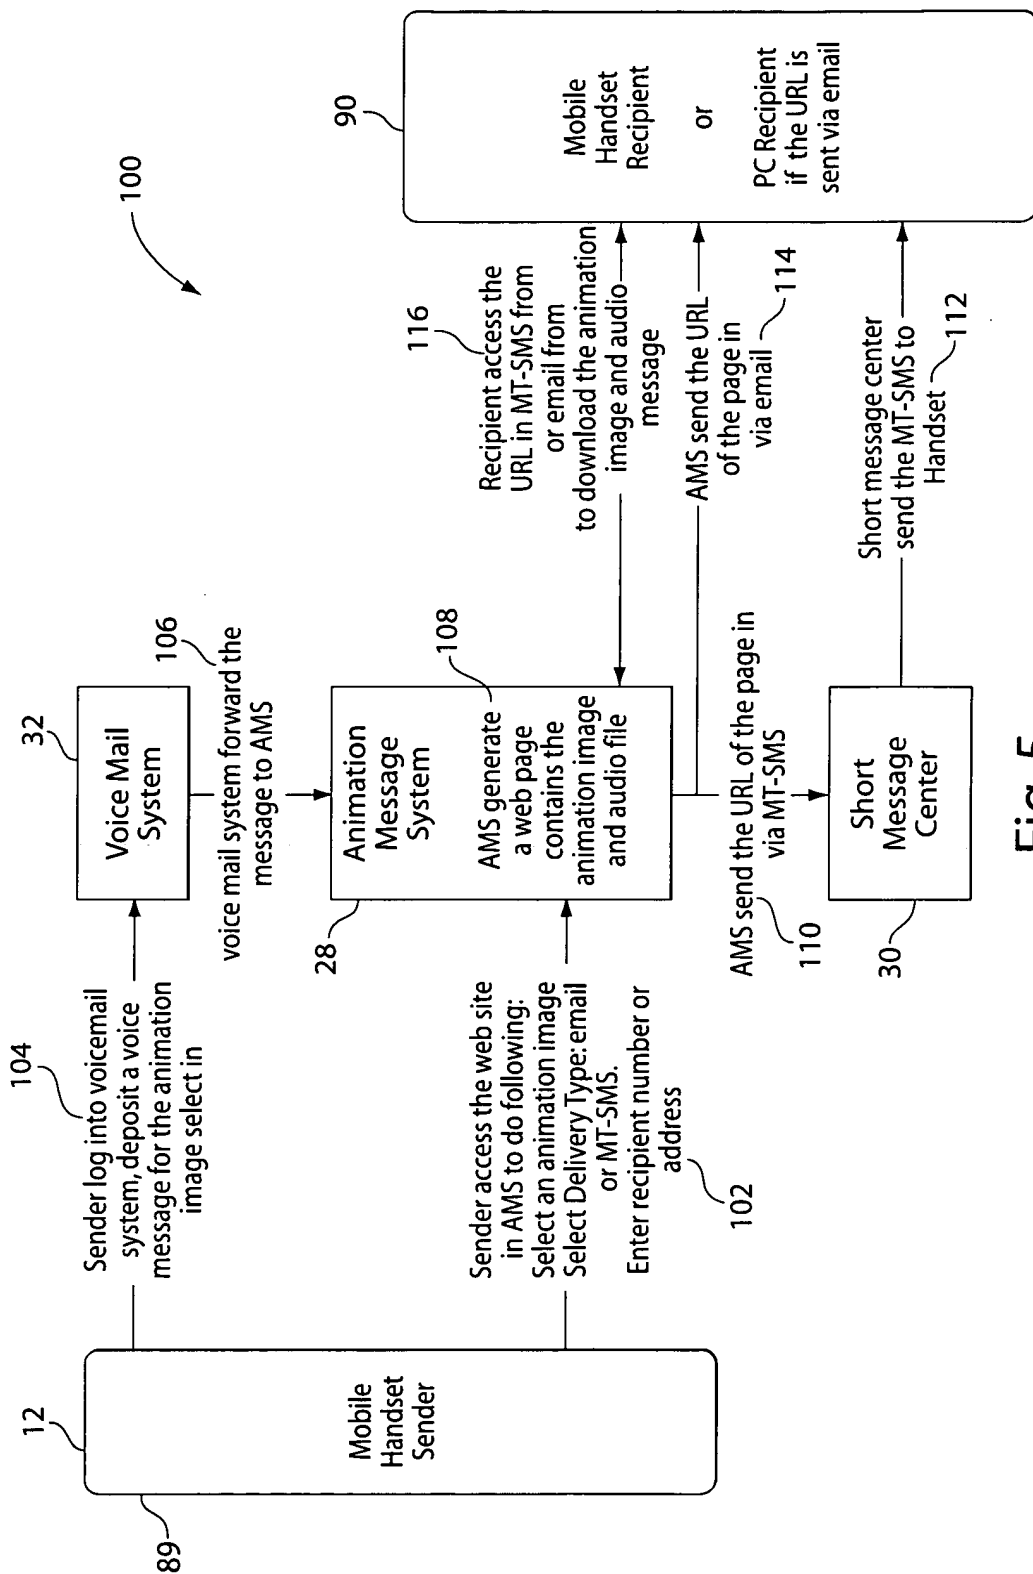 100
12
89
Mobile
Handset
Sender
104
Sender log into voicemail
system, deposit a voice
message for the animation
image select in
Sender access the web site
in AMS to do following:
Select an animation image
Select Delivery Type: email
or MT-SMS.
Enter recipient number or
address
102
32
Voice Mail
System
106
voice mail system forward the
message to AMS
28
Animation
Message
System
108
AMS generate
a web page
contains the
animation image
and audio file
AMS send the URL of the page in
via MT-SMS
110
30
Short
Message
Center
116
Recipient access the
URL in MT-SMS from
or email from
to download the animation
image and audio
message
AMS send the URL
of the page in
via email
114
Short message center
send the MT-SMS to
Handset
112
90
Mobile
Handset
Recipient
or
PC Recipient
if the URL is
sent via email
Fig. 5